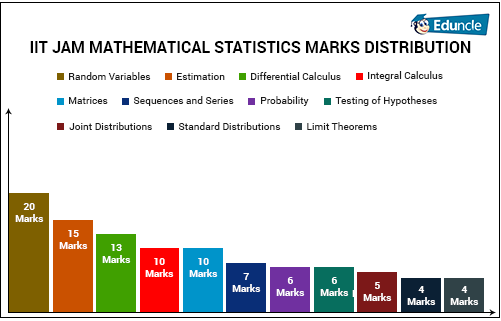 Eduncle
IIT JAM MATHEMATICAL STATISTICS MARKS DISTRIBUTION
Random Variables Estimation Differential Calculus Integral Calculus
Matrices Sequences and Series Probability Testing of Hypotheses
Joint Distributions Standard Distributions Limit Theorems
20
Marks
15
Marks
13
Marks
10
Marks
10
Marks
7
Marks
6
Marks
6
Marks
5
Marks
4
Marks
4
Marks